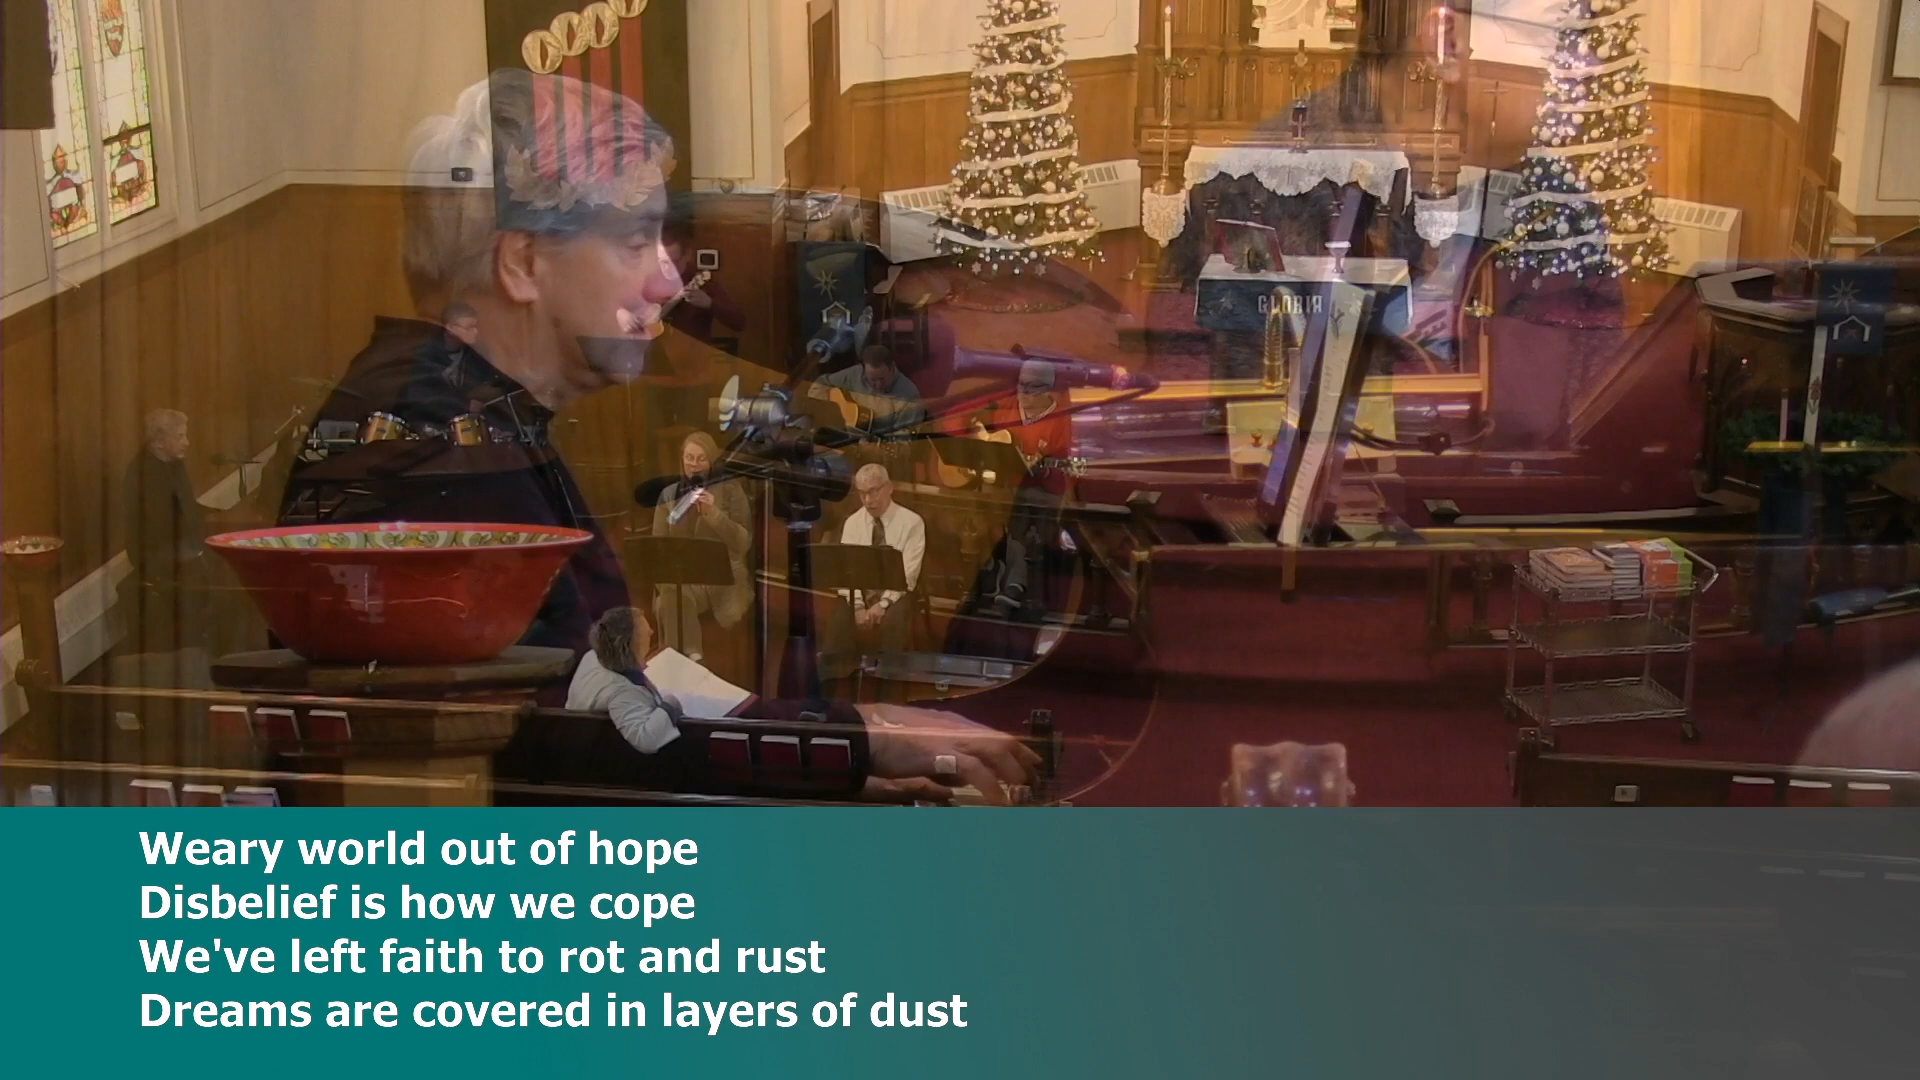 GLORIA
Weary world out of hope
Disbelief is how we cope
We've left faith to rot and rust
Dreams are covered in layers of dust